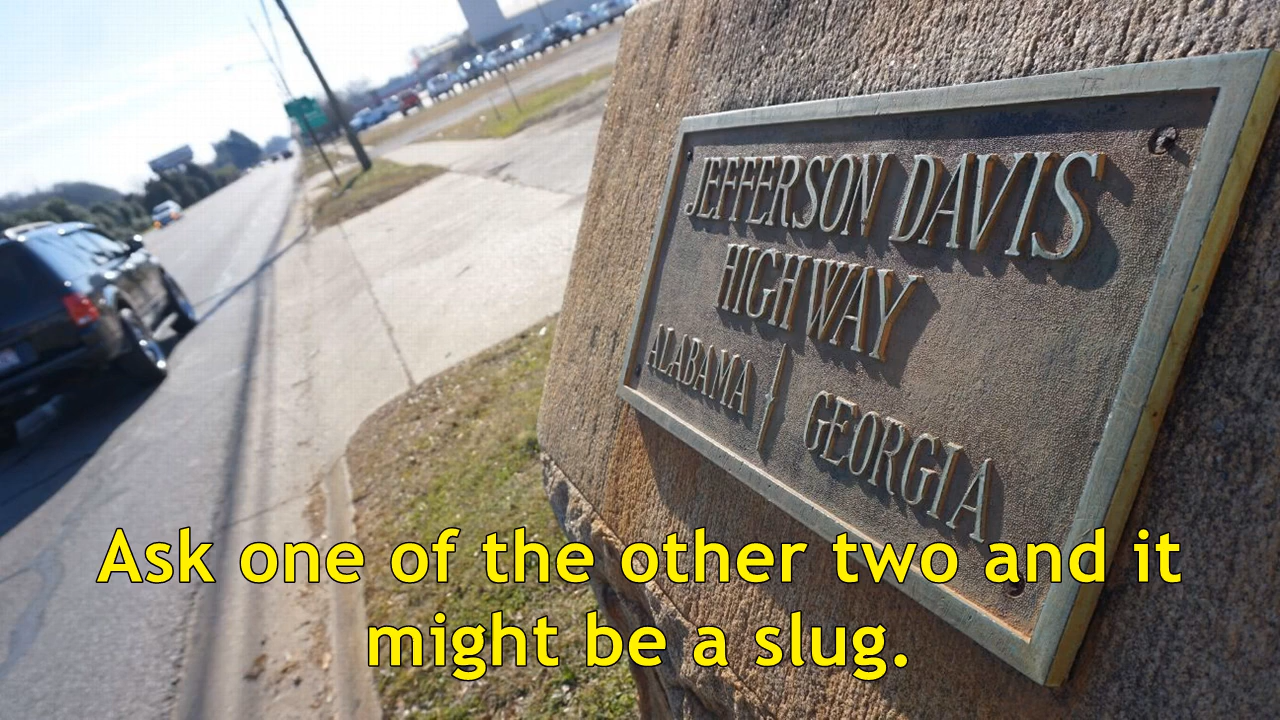 JEFFERSON DAVIS
HIGHWAY
ALABAMA GEORGIA
Ask one of the other two and it
might be a slug.